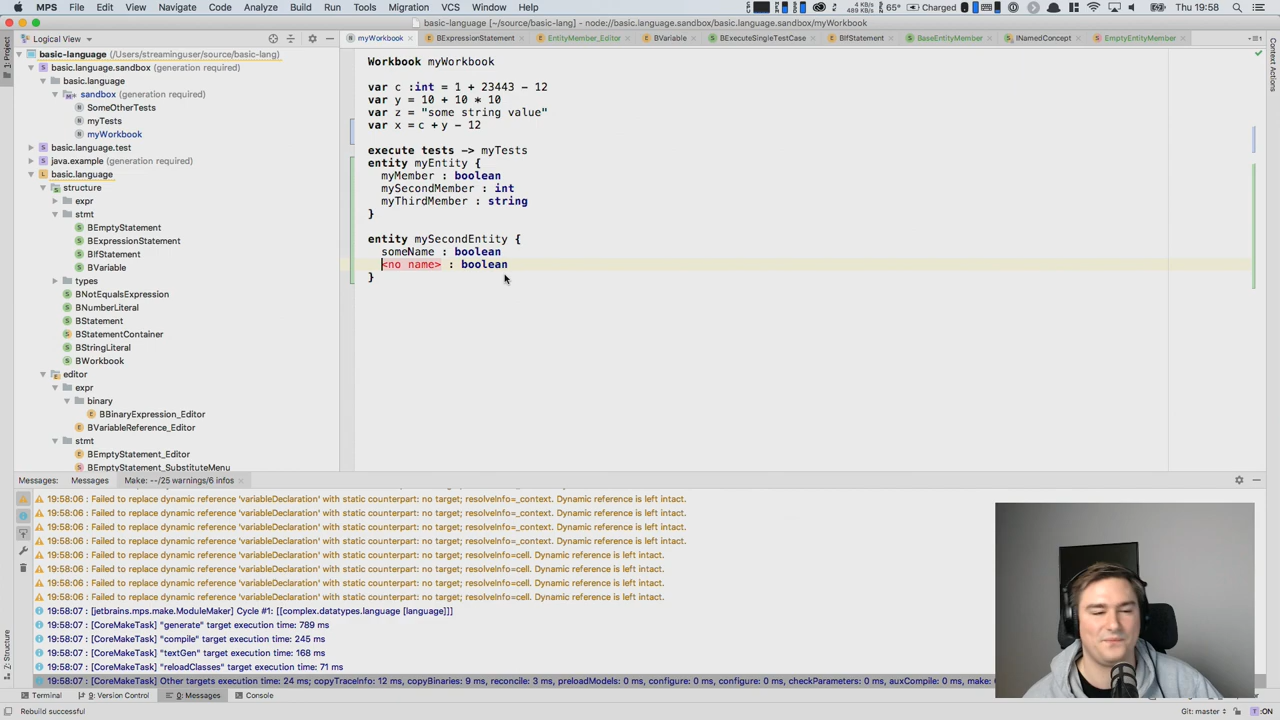 MPS File Edit View Navigate Code Analyze Build Run Tools Migration VCS Window Help 4 KB/s 489 KB/s 65° Charged Thu 19:58
basic-language [~/source/basic-lang] - node://basic.language.sandbox/basic.language.sandbox/myWorkbook
Logical View
myWorkbook BExpressionStatement EntityMember_Editor BVariable BExecuteSingleTestCase BIfStatement BaseEntityMember INamedConcept EmptyEntityMember
1: Project
basic-language (/Users/streaminguser/source/basic-lang)
basic.language.sandbox (generation required)
basic.language
sandbox (generation required)
SomeOtherTests
myTests
myWorkbook
basic.language.test
java.example (generation required)
basic.language
structure
expr
stmt
BEmptyStatement
BExpressionStatement
BIfStatement
BVariable
types
BNotEqualsExpression
BNumberLiteral
BStatement
BStatementContainer
BStringLiteral
BWorkbook
editor
expr
binary
BBinaryExpression_Editor
BVariableReference_Editor
stmt
BEmptyStatement_Editor
BEmptyStatement_SubstituteMenu
Workbook myWorkbook
var c :int = 1 + 23443 - 12
var y = 10 + 10 * 10
var z = "some string value"
var x = c + y - 12
execute tests -> myTests
entity myEntity {
myMember : boolean
mySecondMember : int
myThirdMember : string
}
entity mySecondEntity {
someName : boolean
<no name> : boolean
}
Context Actions
Messages: Messages Make: --/25 warnings/6 infos
19:58:06 : Failed to replace dynamic reference 'variableDeclaration' with static counterpart: no target; resolveInfo=_context. Dynamic reference is left intact.
19:58:06 : Failed to replace dynamic reference 'variableDeclaration' with static counterpart: no target; resolveInfo=_context. Dynamic reference is left intact.
19:58:06 : Failed to replace dynamic reference 'variableDeclaration' with static counterpart: no target; resolveInfo=_context. Dynamic reference is left intact.
19:58:06 : Failed to replace dynamic reference 'variableDeclaration' with static counterpart: no target; resolveInfo=_context. Dynamic reference is left intact.
19:58:06 : Failed to replace dynamic reference 'variableDeclaration' with static counterpart: no target; resolveInfo=cell. Dynamic reference is left intact.
19:58:06 : Failed to replace dynamic reference 'variableDeclaration' with static counterpart: no target; resolveInfo=cell. Dynamic reference is left intact.
19:58:06 : Failed to replace dynamic reference 'variableDeclaration' with static counterpart: no target; resolveInfo=cell. Dynamic reference is left intact.
19:58:06 : Failed to replace dynamic reference 'variableDeclaration' with static counterpart: no target; resolveInfo=cell. Dynamic reference is left intact.
19:58:07 : [jetbrains.mps.make.ModuleMaker] Cycle #1: [[complex.datatypes.language [language]]]
19:58:07 : [CoreMakeTask] "generate" target execution time: 789 ms
19:58:07 : [CoreMakeTask] "compile" target execution time: 245 ms
19:58:07 : [CoreMakeTask] "textGen" target execution time: 168 ms
19:58:07 : [CoreMakeTask] "reloadClasses" target execution time: 71 ms
19:58:07 : [CoreMakeTask] Other targets execution time: 24 ms; copyTraceInfo: 12 ms, copyBinaries: 9 ms, reconcile: 3 ms, preloadModels: 0 ms, configure: 0 ms, configure: 0 ms, checkParameters: 0 ms, auxCompile: 0 ms, make:
Z: Structure
Terminal 9: Version Control 0: Messages Console
Rebuild successful
Git: master T:ON